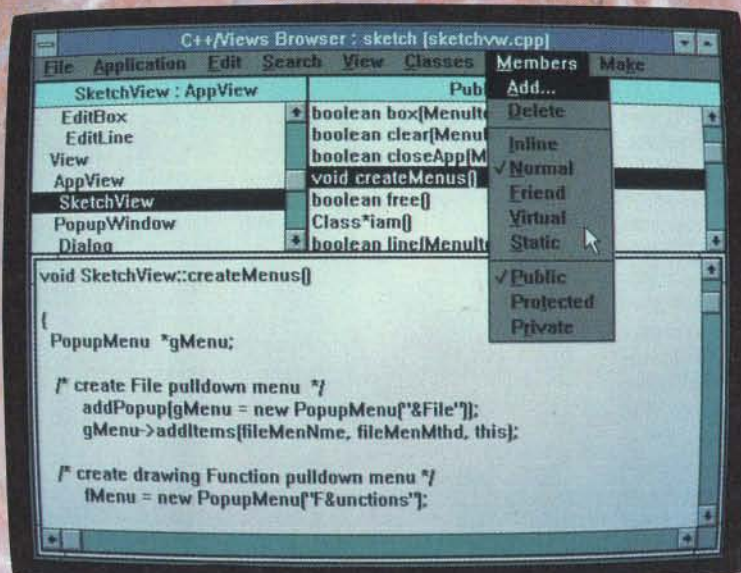 C++/Views Browser : sketch [sketchvw.cpp]
File Application Edit Search View Classes Members Make
SketchView : AppView
Publ
EditBox
EditLine
View
AppView
SketchView
PopupWindow
Dialog
boolean box(MenuIte
boolean clear(MenuI
boolean closeApp(M
void createMenus()
boolean free()
Class*iam()
boolean line(MenuIte
Add...
Delete
Inline
√Normal
Friend
Virtual
Static
√Public
Protected
Private
void SketchView::createMenus()
{
PopupMenu *gMenu;
/* create File pulldown menu */
addPopup(gMenu = new PopupMenu("&File"));
gMenu->addItems(fileMenNme, fileMenMthd, this);
/* create drawing Function pulldown menu */
fMenu = new PopupMenu("F&unctions");